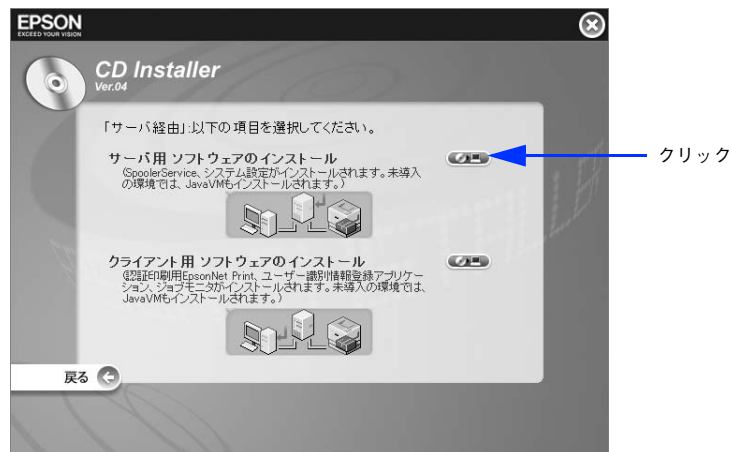 EPSON
EXCEED YOUR VISION
CD Installer
Ver.04
「サーバ経由」:以下の項目を選択してください。
サーバ用 ソフトウェアのインストール
(SpoolerService、システム設定がインストールされます。未導入
の環境では、JavaVMもインストールされます。)
クリック
クライアント用 ソフトウェアのインストール
(認証印刷用EpsonNet Print、ユーザー識別情報登録アプリケー
ション、ジョブモニタがインストールされます。未導入の環境では、
JavaVMもインストールされます。)
戻る